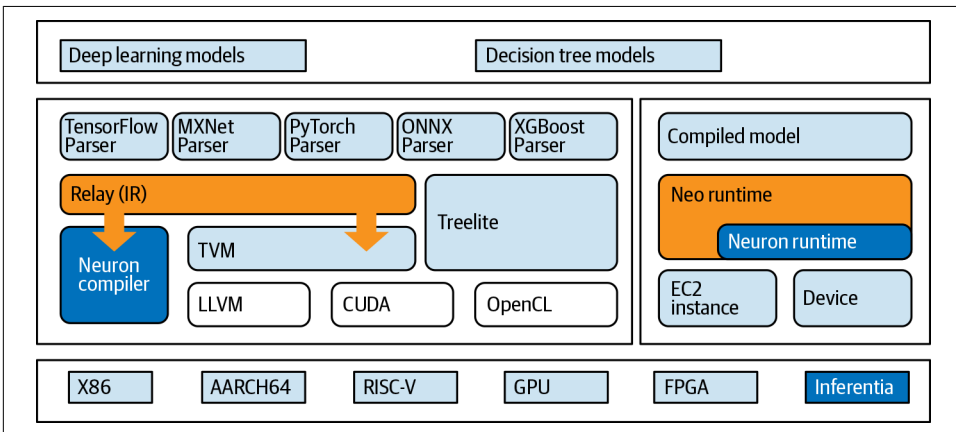 Deep learning models
Decision tree models
TensorFlow
Parser
MXNet
Parser
PyTorch
Parser
ONNX
Parser
XGBoost
Parser
Relay (IR)
Treelite
Neuron
compiler
TVM
LLVM
CUDA
OpenCL
Compiled model
Neo runtime
Neuron runtime
EC2
instance
Device
X86
AARCH64
RISC-V
GPU
FPGA
Inferentia